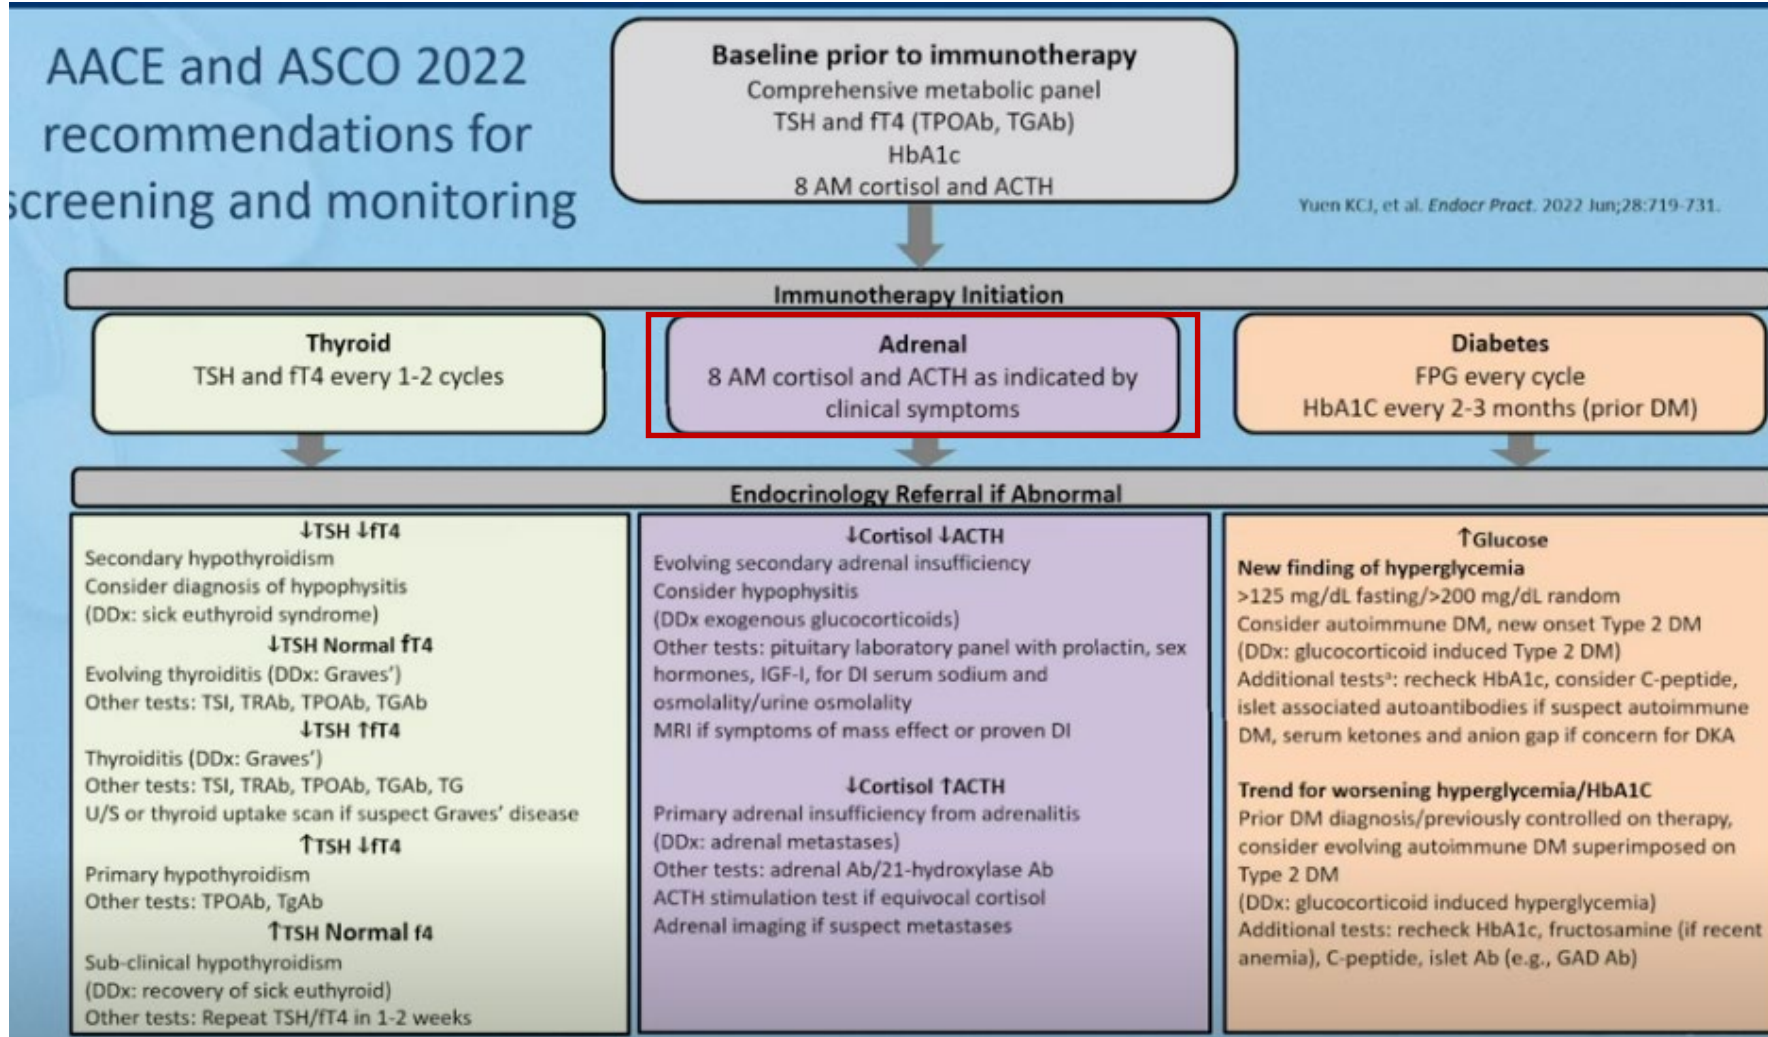 AACE and ASCO 2022
recommendations for
screening and monitoring
Baseline prior to immunotherapy
Comprehensive metabolic panel
TSH and fT4 (TPOAb, TGAb)
HbA1c
8 AM cortisol and ACTH
Yuen KCJ, et al. Endocr Pract. 2022 Jun;28:719-731.
Immunotherapy Initiation
Thyroid
TSH and fT4 every 1-2 cycles
Adrenal
8 AM cortisol and ACTH as indicated by
clinical symptoms
Diabetes
FPG every cycle
HbA1C every 2-3 months (prior DM)
Endocrinology Referral if Abnormal
↓TSH ↓fT4
Secondary hypothyroidism
Consider diagnosis of hypophysitis
(DDx: sick euthyroid syndrome)
↓TSH Normal fT4
Evolving thyroiditis (DDx: Graves')
Other tests: TSI, TRAb, TPOAb, TGAb
↓TSH ↑fT4
Thyroiditis (DDx: Graves')
Other tests: TSI, TRAb, TPOAb, TGAb, TG
U/S or thyroid uptake scan if suspect Graves' disease
↑TSH ↓fT4
Primary hypothyroidism
Other tests: TPOAb, TgAb
↑TSH Normal f4
Sub-clinical hypothyroidism
(DDx: recovery of sick euthyroid)
Other tests: Repeat TSH/fT4 in 1-2 weeks
↓Cortisol ↓ACTH
Evolving secondary adrenal insufficiency
Consider hypophysitis
(DDx exogenous glucocorticoids)
Other tests: pituitary laboratory panel with prolactin, sex
hormones, IGF-I, for DI serum sodium and
osmolality/urine osmolality
MRI if symptoms of mass effect or proven DI
↓Cortisol ↑ACTH
Primary adrenal insufficiency from adrenalitis
(DDx: adrenal metastases)
Other tests: adrenal Ab/21-hydroxylase Ab
ACTH stimulation test if equivocal cortisol
Adrenal imaging if suspect metastases
↑Glucose
New finding of hyperglycemia
>125 mg/dL fasting/>200 mg/dL random
Consider autoimmune DM, new onset Type 2 DM
(DDx: glucocorticoid induced Type 2 DM)
Additional testsª: recheck HbA1c, consider C-peptide,
islet associated autoantibodies if suspect autoimmune
DM, serum ketones and anion gap if concern for DKA
Trend for worsening hyperglycemia/HbA1C
Prior DM diagnosis/previously controlled on therapy,
consider evolving autoimmune DM superimposed on
Type 2 DM
(DDx: glucocorticoid induced hyperglycemia)
Additional tests: recheck HbA1c, fructosamine (if recent
anemia), C-peptide, islet Ab (e.g., GAD Ab)